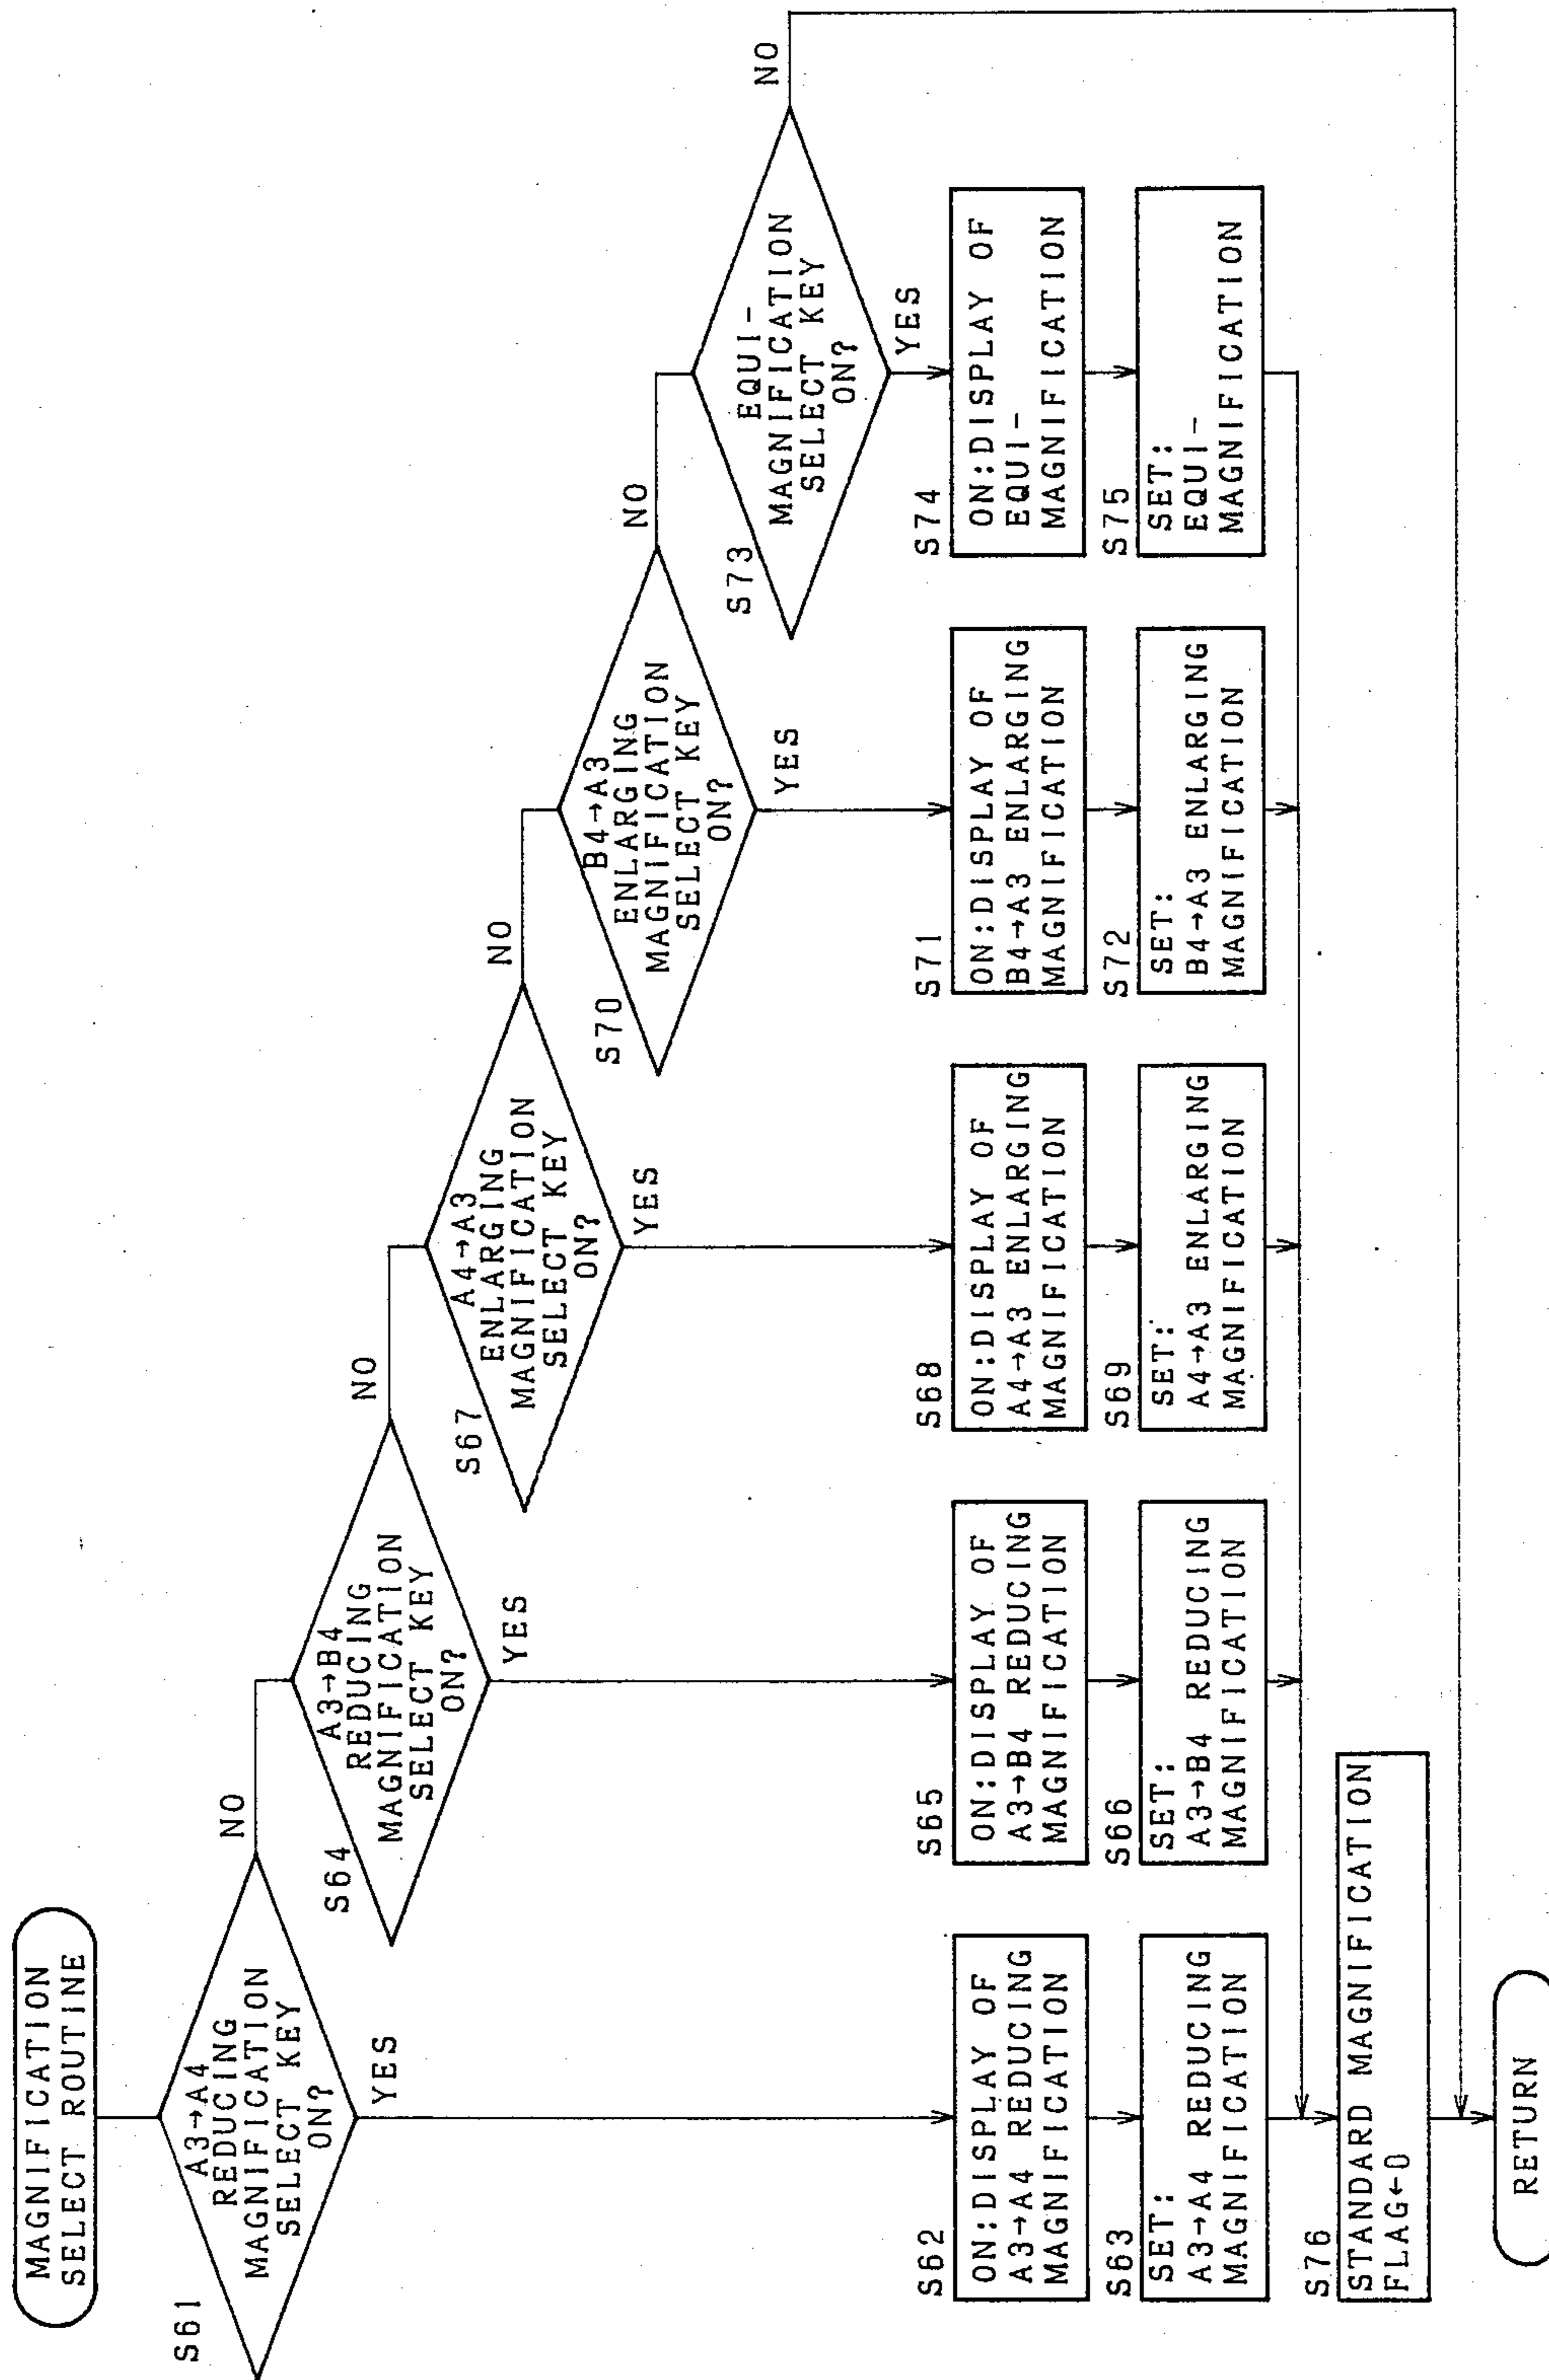 MAGNIFICATION
SELECT ROUTINE
S61
A3→A4
REDUCING
MAGNIFICATION
SELECT KEY
ON?
NO
YES
S62
ON:DISPLAY OF
A3→A4 REDUCING
MAGNIFICATION
S63
SET:
A3→A4 REDUCING
MAGNIFICATION
S64
A3→B4
REDUCING
MAGNIFICATION
SELECT KEY
ON?
NO
YES
S65
ON:DISPLAY OF
A3→B4 REDUCING
MAGNIFICATION
S66
SET:
A3→B4 REDUCING
MAGNIFICATION
S67
A4→A3
ENLARGING
MAGNIFICATION
SELECT KEY
ON?
NO
YES
S68
ON:DISPLAY OF
A4→A3 ENLARGING
MAGNIFICATION
S69
SET:
A4→A3 ENLARGING
MAGNIFICATION
S70
B4→A3
ENLARGING
MAGNIFICATION
SELECT KEY
ON?
NO
YES
S71
ON:DISPLAY OF
B4→A3 ENLARGING
MAGNIFICATION
S72
SET:
B4→A3 ENLARGING
MAGNIFICATION
S73
EQUI-
MAGNIFICATION
SELECT KEY
ON?
NO
YES
S74
ON:DISPLAY OF
EQUI-
MAGNIFICATION
S75
SET:
EQUI-
MAGNIFICATION
S76
STANDARD MAGNIFICATION
FLAG←0
RETURN